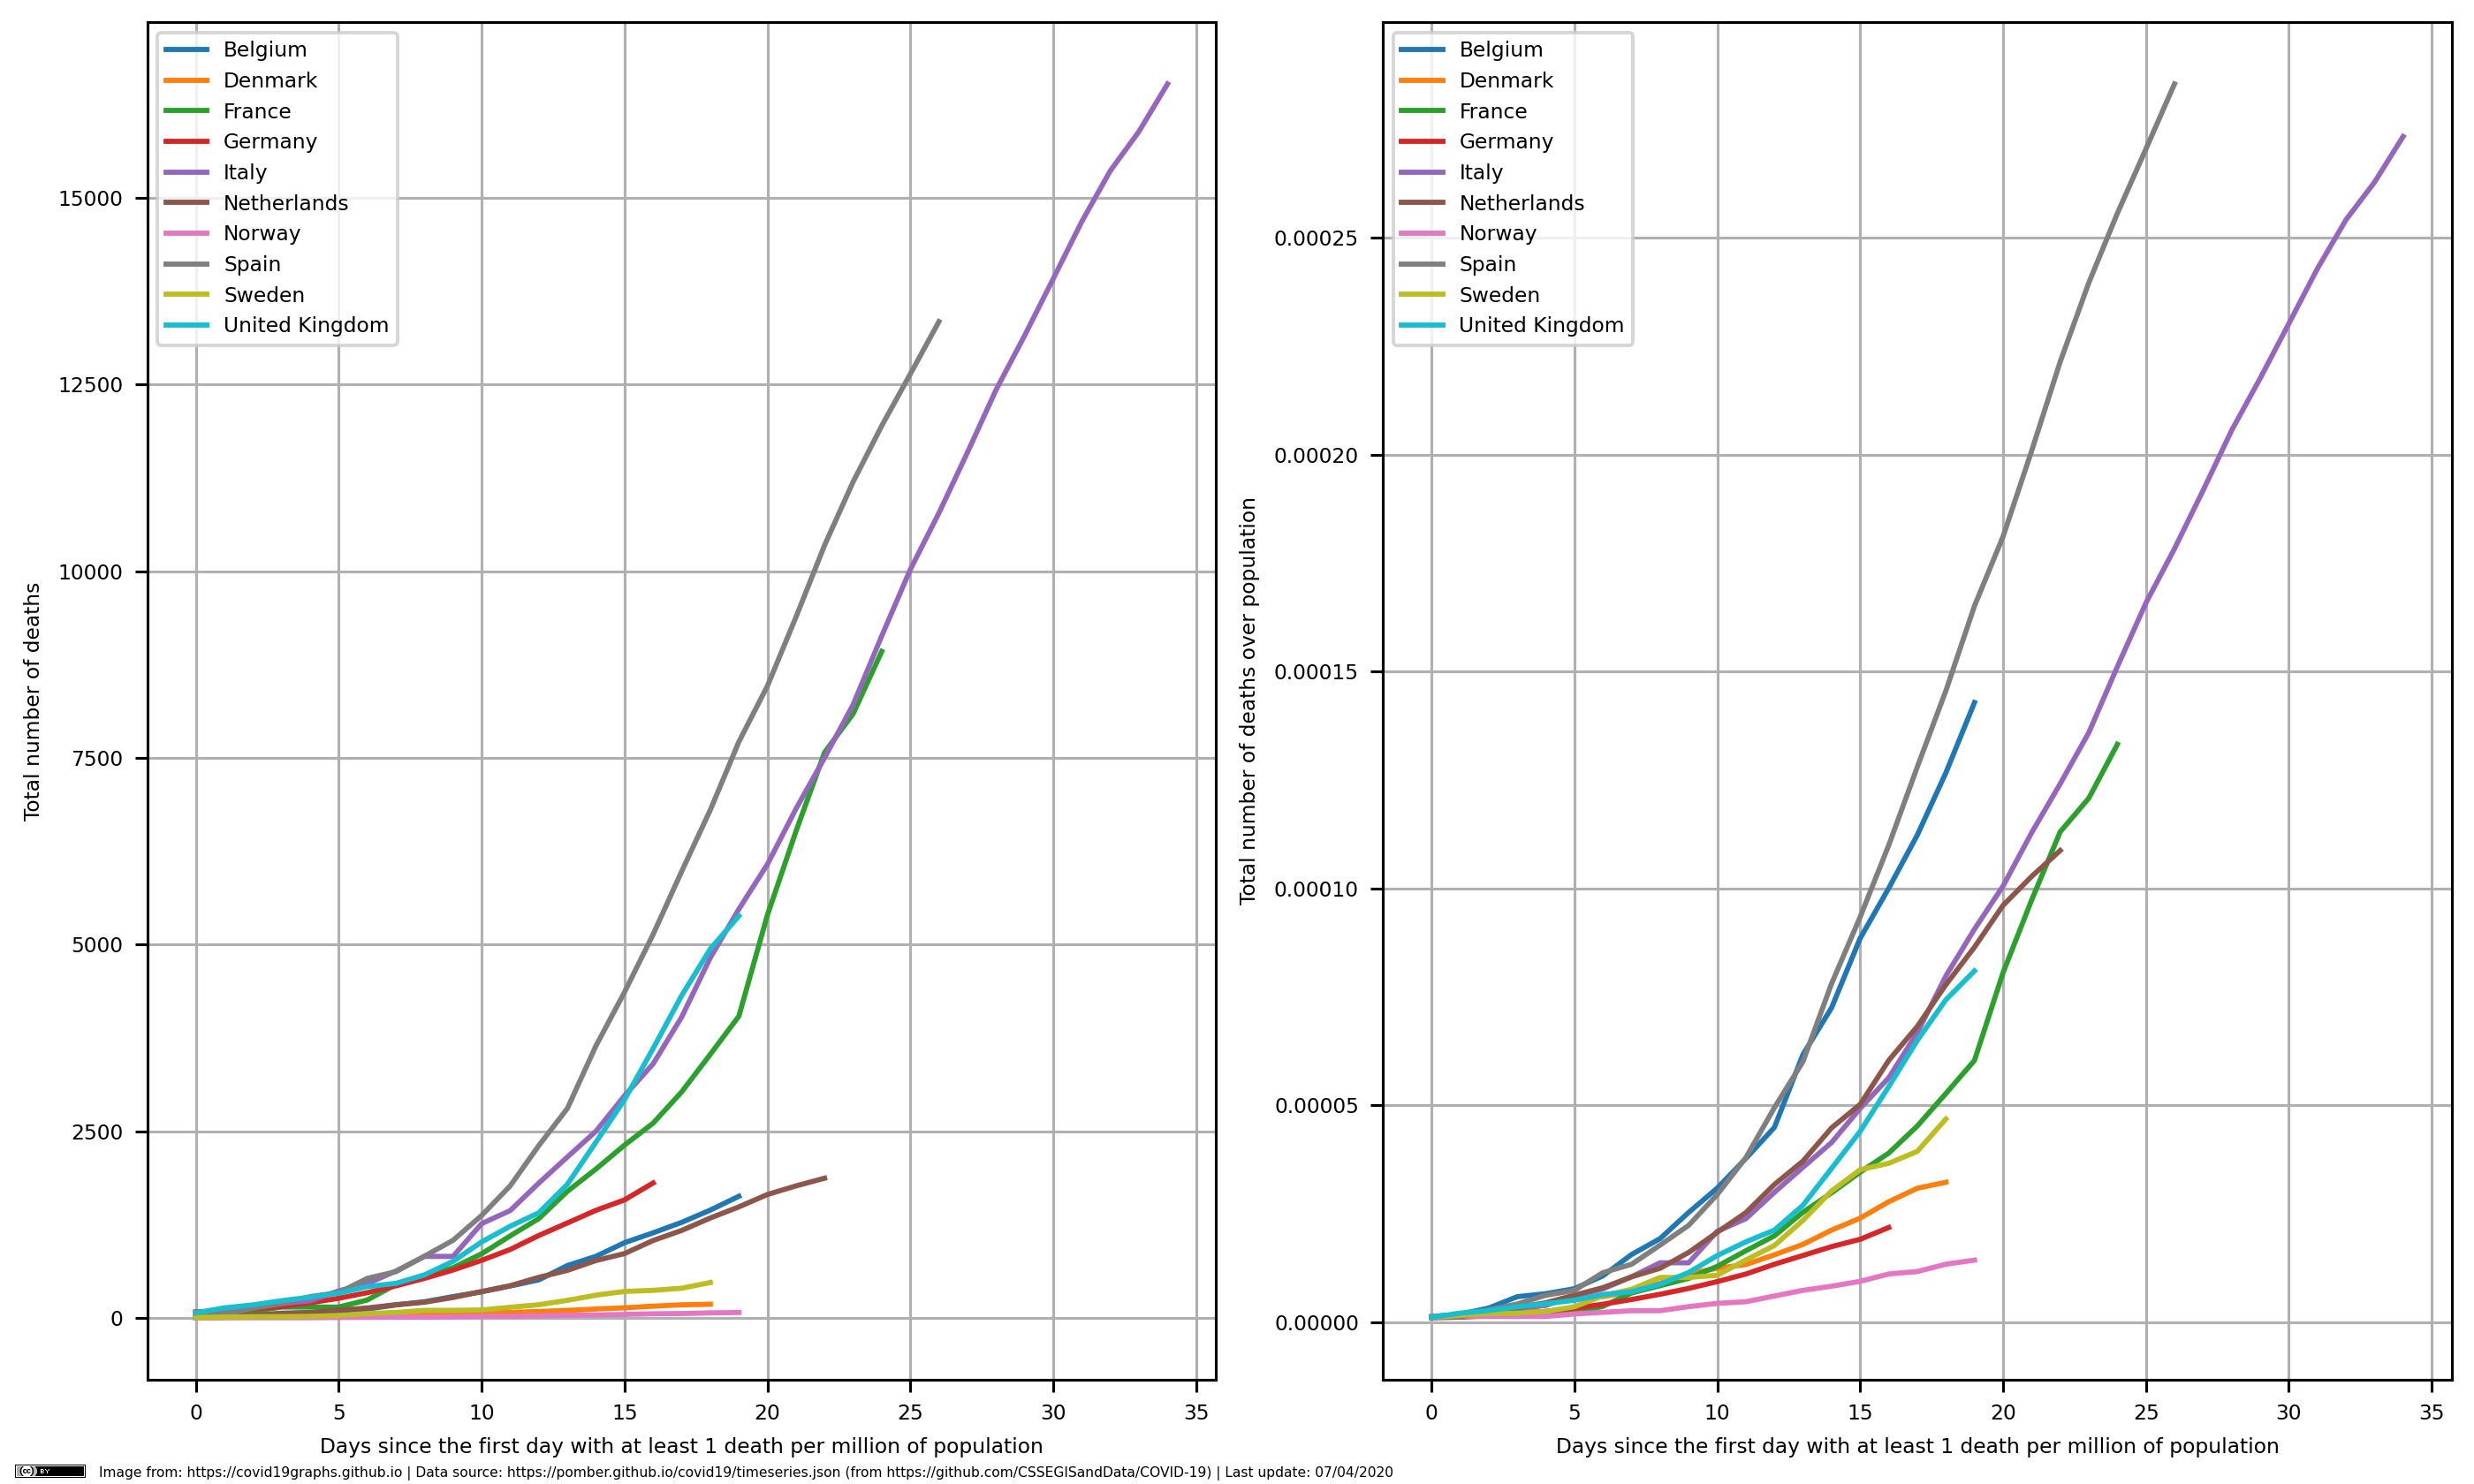 Belgium
Denmark
France
Germany
Italy
Netherlands
Norway
Spain
Sweden
United Kingdom
15000
12500
10000
7500
5000
2500
0
Total number of deaths
0 5 10 15 20 25 30 35
Days since the first day with at least 1 death per million of population
Belgium
Denmark
France
Germany
Italy
Netherlands
Norway
Spain
Sweden
United Kingdom
0.00025
0.00020
0.00015
0.00010
0.00005
0.00000
Total number of deaths over population
0 5 10 15 20 25 30 35
Days since the first day with at least 1 death per million of population
cc BY Image from: https://covid19graphs.github.io | Data source: https://pomber.github.io/covid19/timeseries.json (from https://github.com/CSSEGISandData/COVID-19) | Last update: 07/04/2020